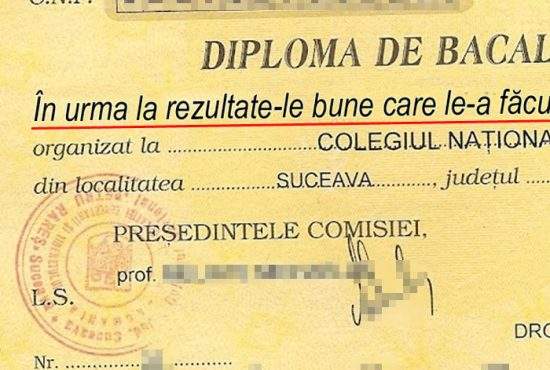 C.N.P.
DIPLOMA DE BACAL
În urma la rezultate-le bune care le-a făcu
organizat la COLEGIUL NAȚIONA
din localitatea SUCEAVA, județul
PREȘEDINTELE COMISIEI,
prof.
L.S.
DRO
Nr.